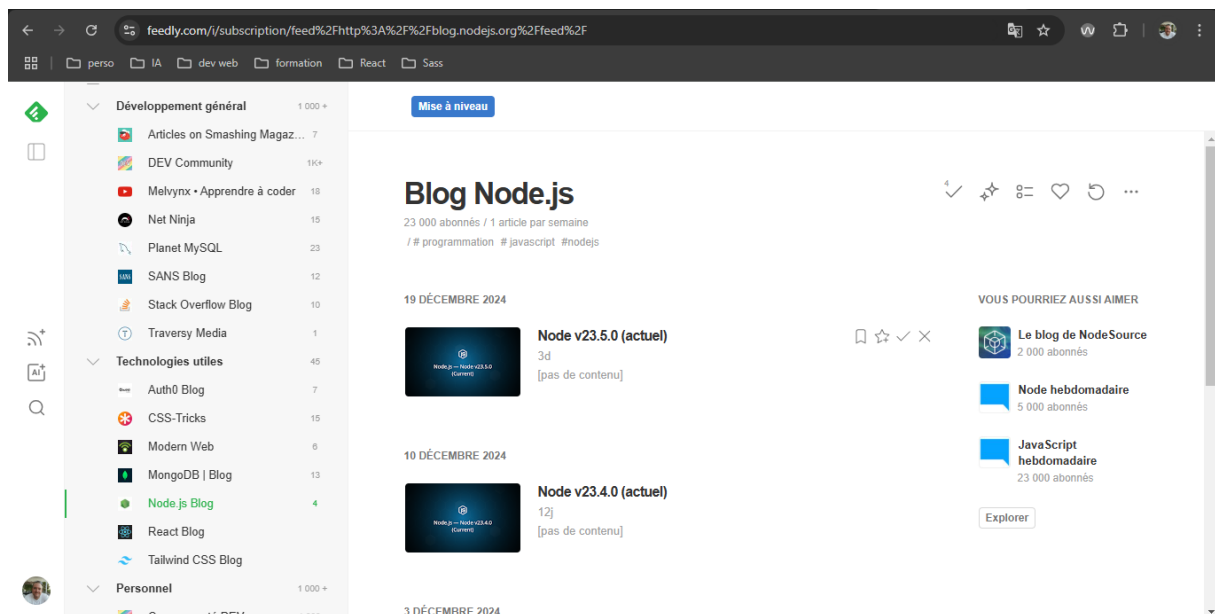 feedly.com/i/subscription/feed%2Fhttp%3A%2F%2Fblog.nodejs.org%2Ffeed%2F
perso IA dev web formation React Sass
Développement général 1 000 +
Articles on Smashing Magaz... 7
DEV Community 1K+
Melvynx • Apprendre à coder 18
Net Ninja 15
Planet MySQL 23
SANS Blog 12
Stack Overflow Blog 10
Traversy Media 1
Technologies utiles 45
Auth0 Blog 7
CSS-Tricks 15
Modern Web 6
MongoDB | Blog 13
Node.js Blog 4
React Blog
Tailwind CSS Blog
Personnel 1 000 +
Mise à niveau
Blog Node.js
4
23 000 abonnés / 1 article par semaine
/ # programmation # javascript #nodejs
19 DÉCEMBRE 2024
Node.js — Node v23.5.0
(Current)
Node v23.5.0 (actuel)
3d
[pas de contenu]
10 DÉCEMBRE 2024
Node.js — Node v23.4.0
(Current)
Node v23.4.0 (actuel)
12j
[pas de contenu]
3 DÉCEMBRE 2024
VOUS POURRIEZ AUSSI AIMER
Le blog de NodeSource
2 000 abonnés
Node hebdomadaire
5 000 abonnés
JavaScript
hebdomadaire
23 000 abonnés
Explorer